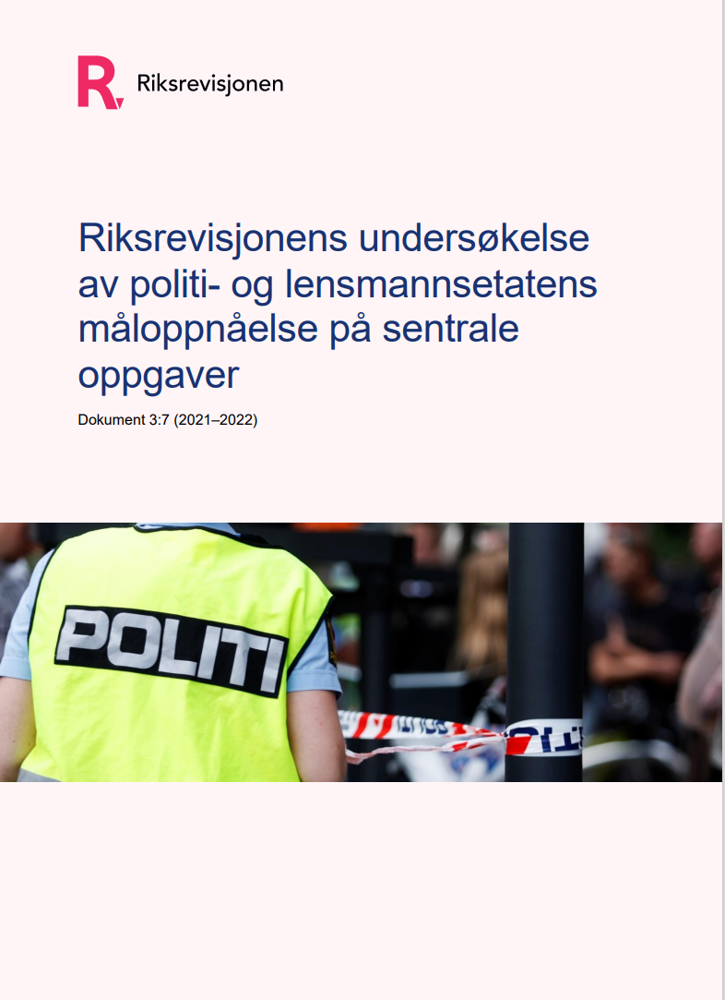 Riksrevisjonen
Riksrevisjonens undersøkelse
av politi- og lensmannsetatens
måloppnåelse på sentrale
oppgaver
Dokument 3:7 (2021–2022)
POLITI